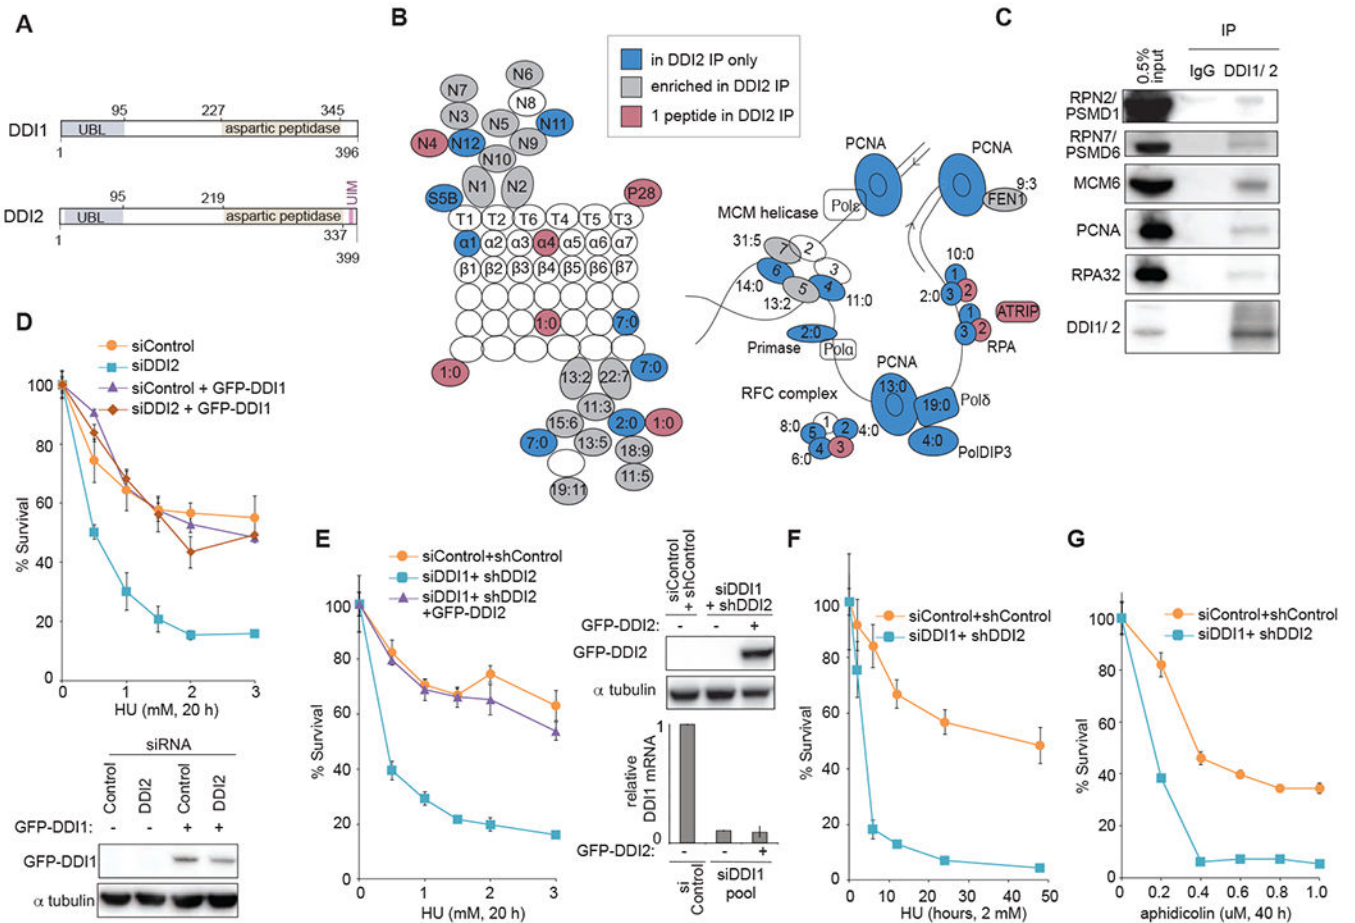 A
95
227
345
DDI1
UBL
aspartic peptidase
1
396
UIM
95
219
DDI2
UBL
aspartic peptidase
1
337
399
B
in DDI2 IP only
enriched in DDI2 IP
1 peptide in DDI2 IP
N6
N7
N8
N3
N5
N11
N4
N12
N9
N10
S5B
N1
N2
P28
T1
T2
T6
T4
T5
T3
α1
α2
α3
α4
α5
α6
α7
β1
β2
β3
β4
β5
β6
β7
1:0
7:0
1:0
13:2
22:7
7:0
11:3
15:6
2:0
1:0
7:0
13:5
18:9
19:11
11:5
PCNA
PCNA
9:3
FEN1
Polε
MCM helicase
31:5
7
2
6
3
14:0
5
4
13:2
11:0
10:0
1
2:0
3
2
1
ATRIP
3
2
RPA
2:0
Primase
Polα
PCNA
RFC complex
13:0
Polδ
19:0
8:0
1
5
2
4:0
4
3
6:0
4:0
PolDIP3
C
IP
0.5%
input
IgG
DDI1/ 2
RPN2/
PSMD1
RPN7/
PSMD6
MCM6
PCNA
RPA32
DDI1/ 2
D
siControl
siDDI2
siControl + GFP-DDI1
siDDI2 + GFP-DDI1
100
80
60
40
20
0
% Survival
0
1
2
3
HU (mM, 20 h)
siRNA
Control
DDI2
Control
DDI2
GFP-DDI1:
-
-
+
+
GFP-DDI1
α tubulin
E
siControl+shControl
siDDI1+ shDDI2
siDDI1+ shDDI2
+GFP-DDI2
100
80
60
40
20
0
% Survival
0
1
2
3
HU (mM, 20 h)
siControl
+ shControl
siDDI1
+ shDDI2
GFP-DDI2:
-
-
+
GFP-DDI2
α tubulin
1
relative
DDI1 mRNA
0
GFP-DDI2:
-
-
+
si
Control
siDDI1
pool
F
siControl+shControl
siDDI1+ shDDI2
100
80
60
40
20
0
% Survival
0
10
20
30
40
50
HU (hours, 2 mM)
G
siControl+shControl
siDDI1+ shDDI2
100
80
60
40
20
0
% Survival
0
0.2
0.4
0.6
0.8
1.0
aphidicolin (uM, 40 h)